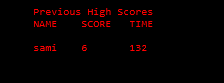 Previous High Scores
NAME SCORE TIME
sami 6 132